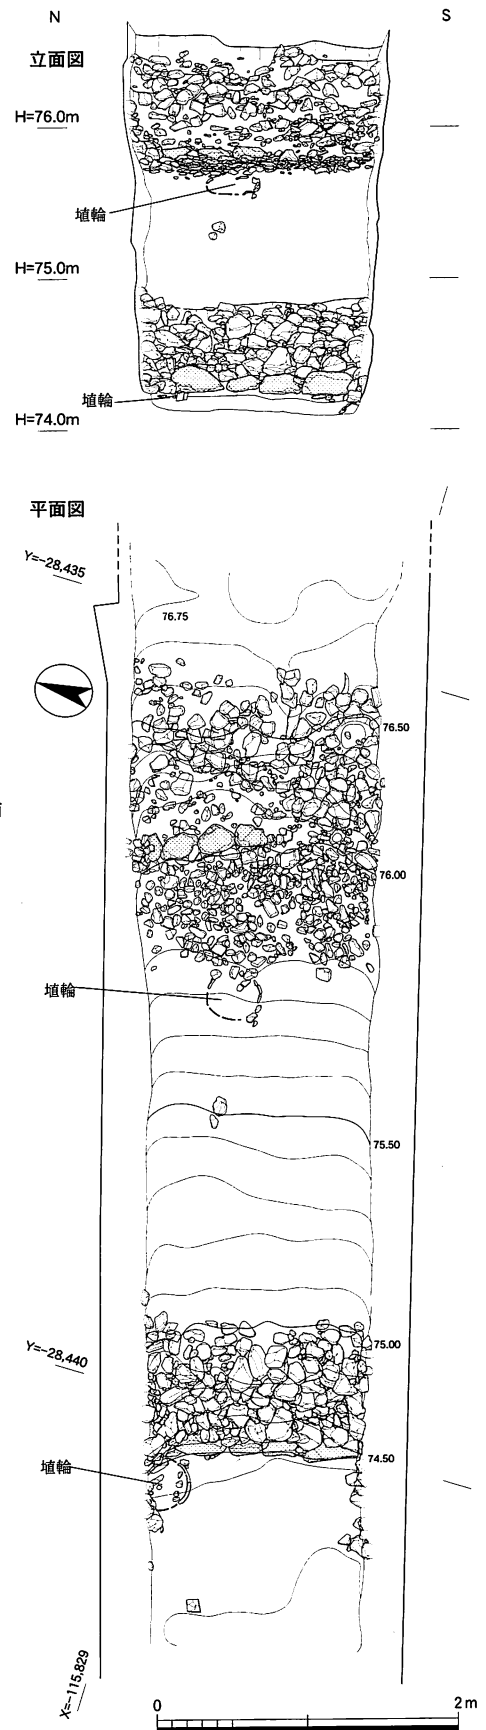 N
S
立面図
H=76.0m
埴輪
H=75.0m
埴輪
H=74.0m
平面図
Y=-28,435
76.75
76.50
76.00
埴輪
75.50
75.00
Y=-28,440
74.50
埴輪
X=-115,829
0
2m